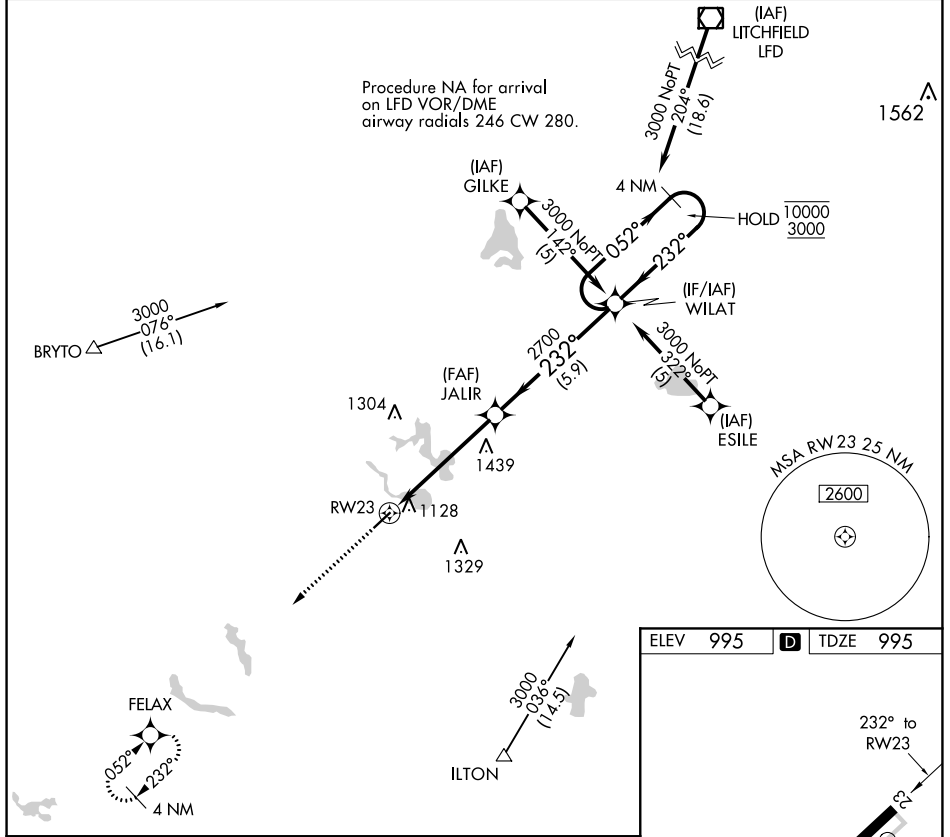 (IAF)
LITCHFIELD
LFD
Procedure NA for arrival
on LFD VOR/DME
airway radials 246 CW 280.
3000 NoPT
204°
(18.6)
1562
(IAF)
GILKE
3000 NoPT
142°
(5)
4 NM
052°
232°
HOLD
10000
3000
(IF/IAF)
WILAT
3000
076°
(16.1)
BRYTO
2700
232°
(5.9)
3000 NoPT
322°
(5)
(FAF)
JALIR
(IAF)
ESILE
1304
1439
MSA RW23 25 NM
2600
RW23
1128
1329
ELEV 995
D
TDZE 995
FELAX
052°
232°
4 NM
3000
036°
(14.5)
ILTON
232° to
RW23
23